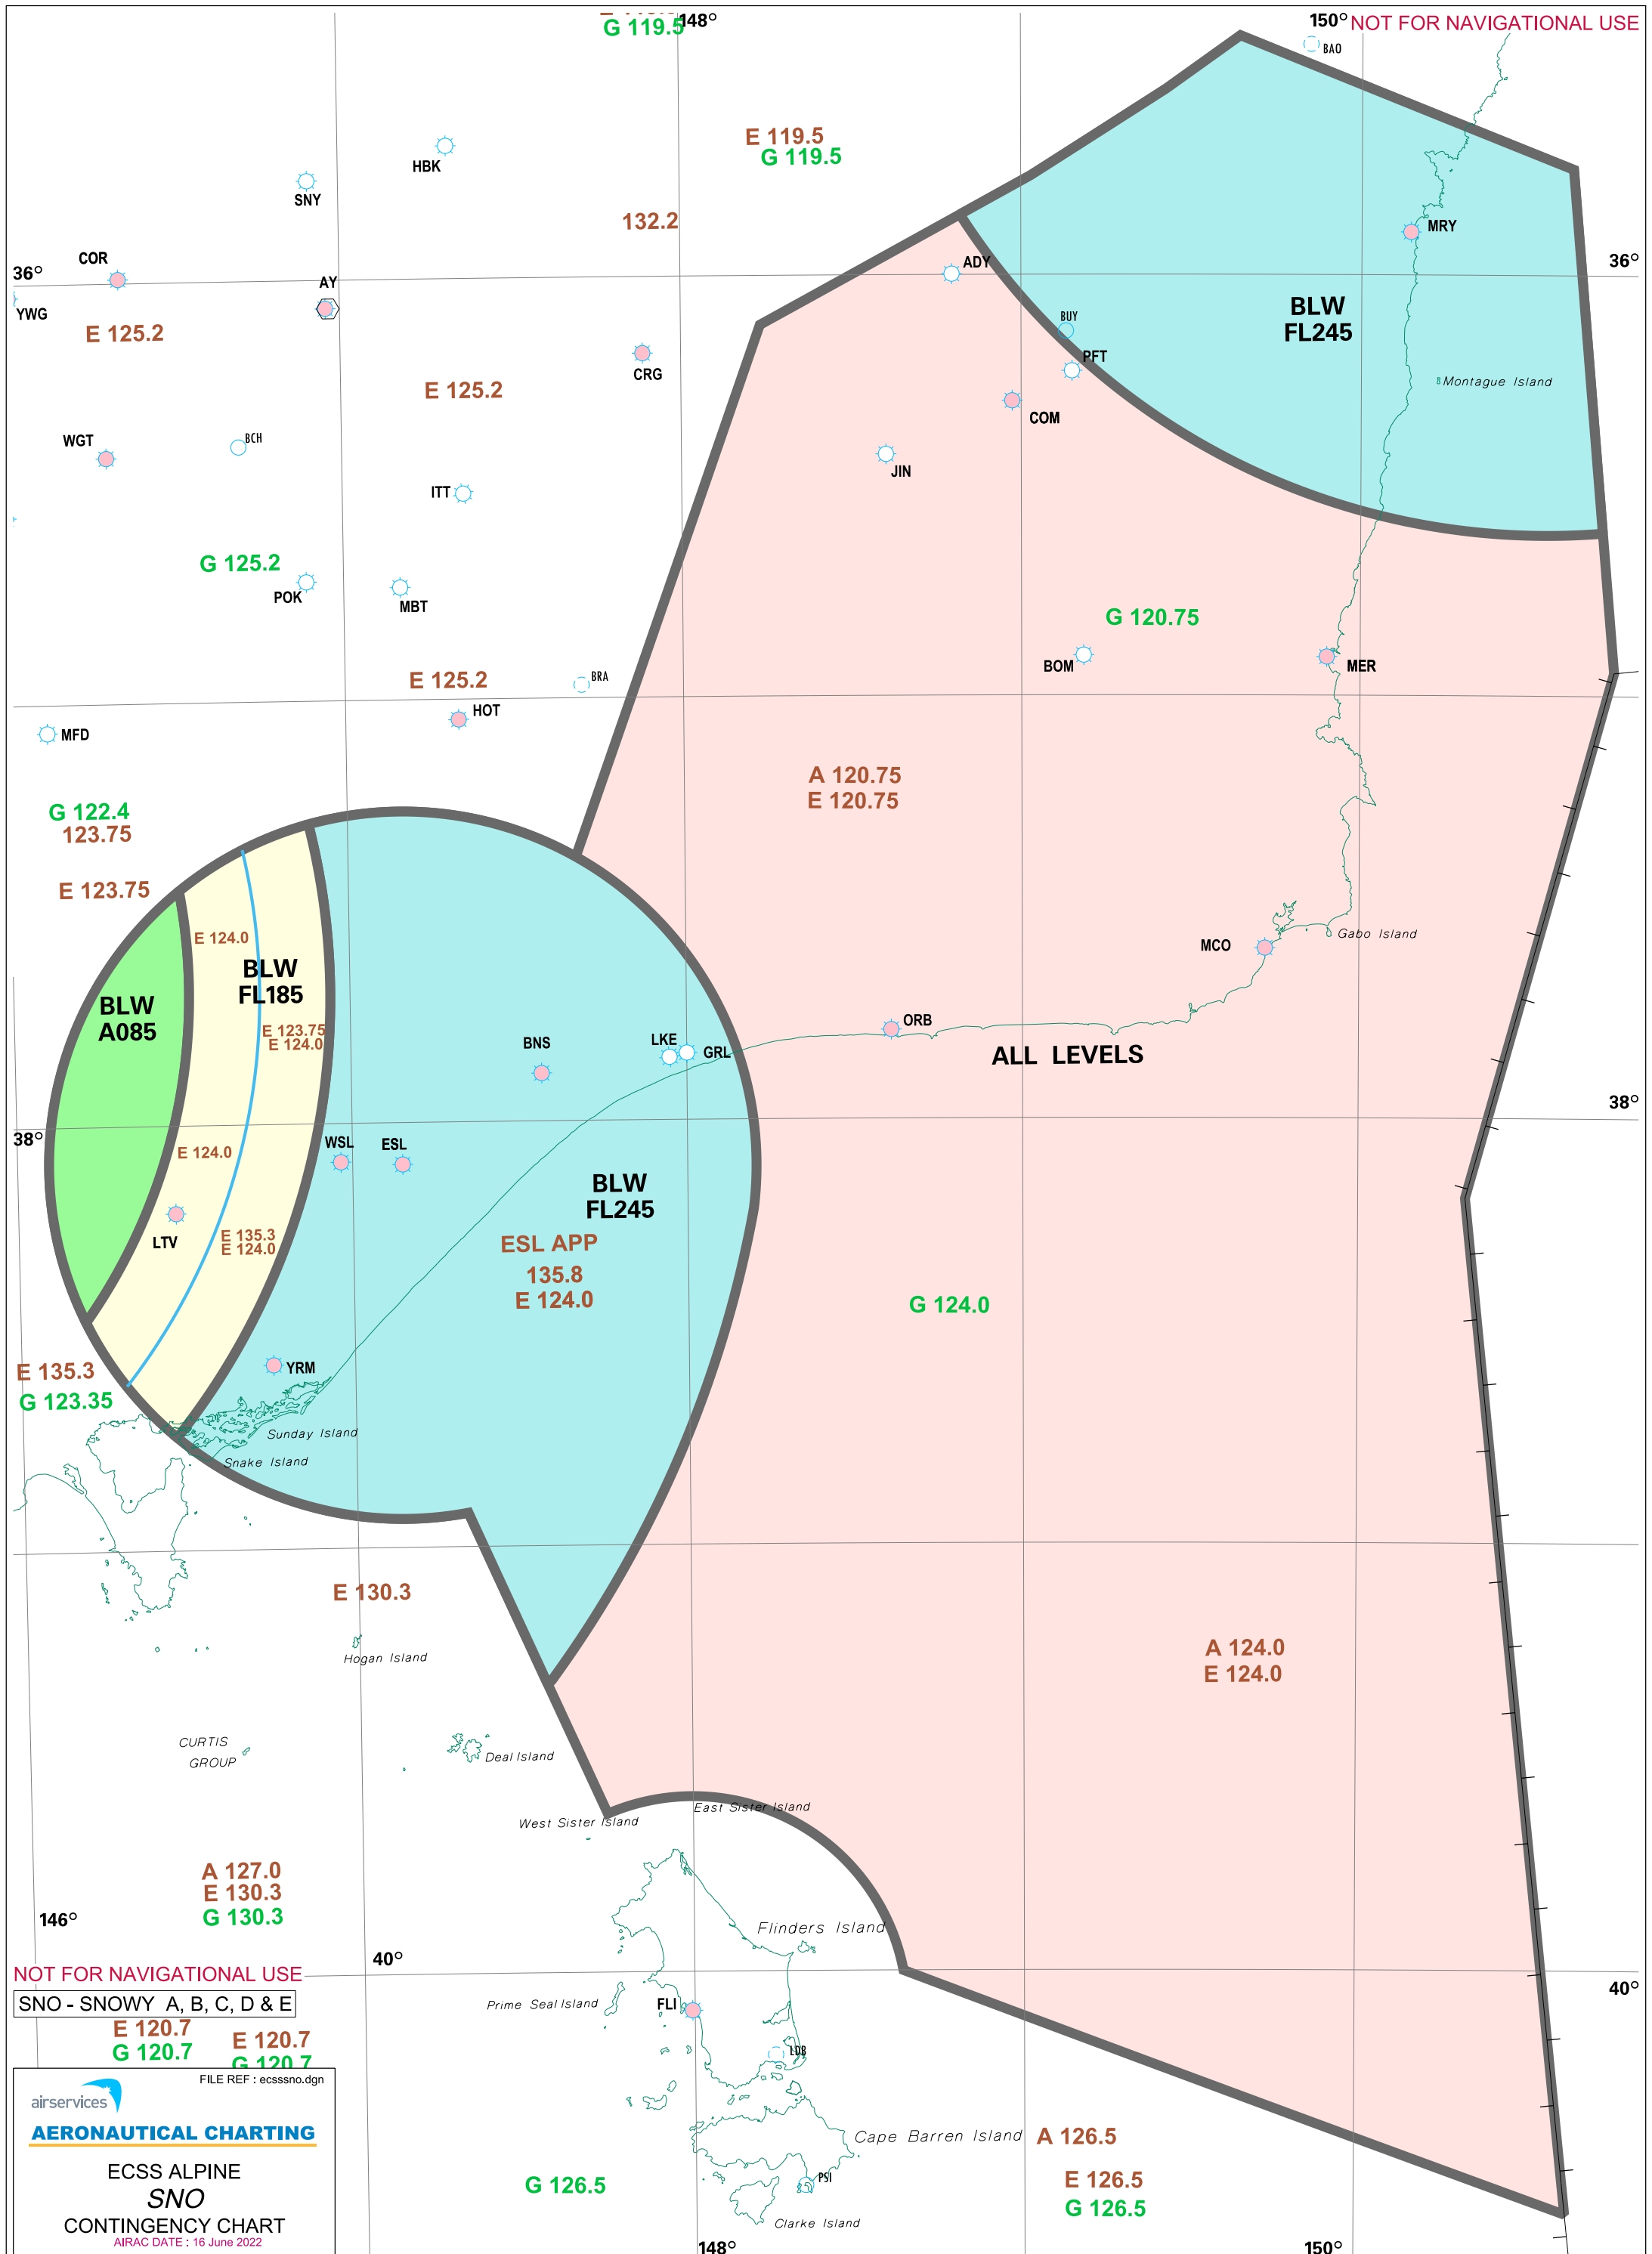 G 119.5
148°
150°
NOT FOR NAVIGATIONAL USE
BAO
E 119.5
G 119.5
HBK
SNY
132.2
MRY
COR
36°
AY
ADY
36°
YWG
E 125.2
BLW
FL245
BUY
PFT
CRG
E 125.2
Montague Island
COM
WGT
BCH
JIN
ITT
G 125.2
POK
MBT
G 120.75
BOM
MER
E 125.2
BRA
HOT
MFD
A 120.75
E 120.75
G 122.4
123.75
E 123.75
E 124.0
Gabo Island
MCO
BLW
FL185
BLW
A085
E 123.75
E 124.0
ORB
BNS
LKE
GRL
ALL LEVELS
38°
38°
WSL
ESL
E 124.0
BLW
FL245
LTV
E 135.3
E 124.0
ESL APP
135.8
E 124.0
G 124.0
YRM
E 135.3
G 123.35
Sunday Island
Snake Island
E 130.3
Hogan Island
A 124.0
E 124.0
CURTIS
GROUP
Deal Island
East Sister Island
West Sister Island
A 127.0
E 130.3
G 130.3
146°
Flinders Island
40°
NOT FOR NAVIGATIONAL USE
40°
SNO - SNOWY A, B, C, D & E
Prime Seal Island
FLI
E 120.7
G 120.7
E 120.7
G 120.7
LDB
FILE REF : ecsssno.dgn
airservices
AERONAUTICAL CHARTING
Cape Barren Island
A 126.5
E 126.5
G 126.5
G 126.5
PSI
ECSS ALPINE
SNO
CONTINGENCY CHART
AIRAC DATE : 16 June 2022
Clarke Island
148°
150°